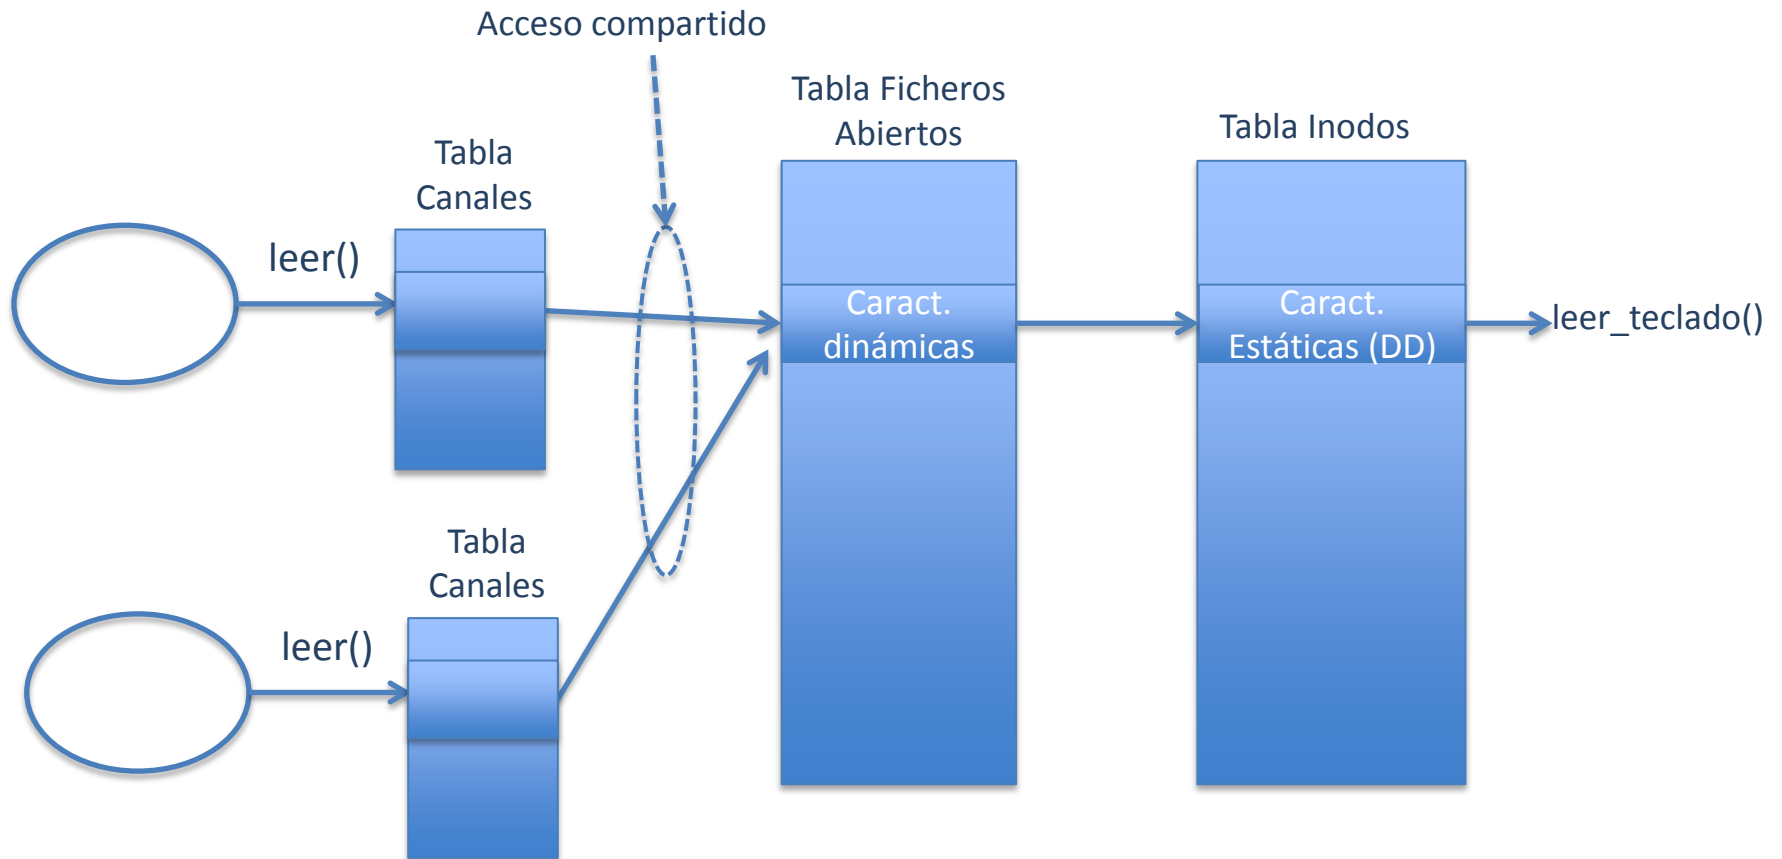 Acceso compartido
Tabla Ficheros
Abiertos
Tabla Inodos
Tabla
Canales
leer()
Caract.
dinámicas
Caract.
Estáticas (DD)
leer_teclado()
Tabla
Canales
leer()